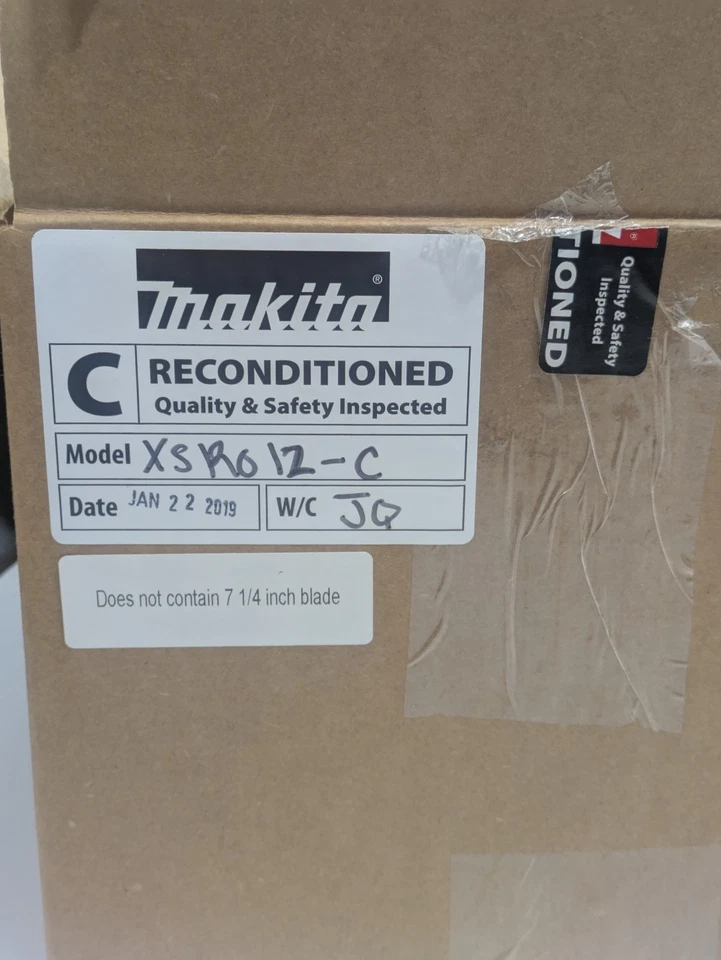 makita®
C RECONDITIONED
Quality & Safety Inspected
Model XSR01Z-C
Date JAN 22 2019 W/C JQ
Does not contain 7 1/4 inch blade
®
Quality & Safety
Inspected
TIONED